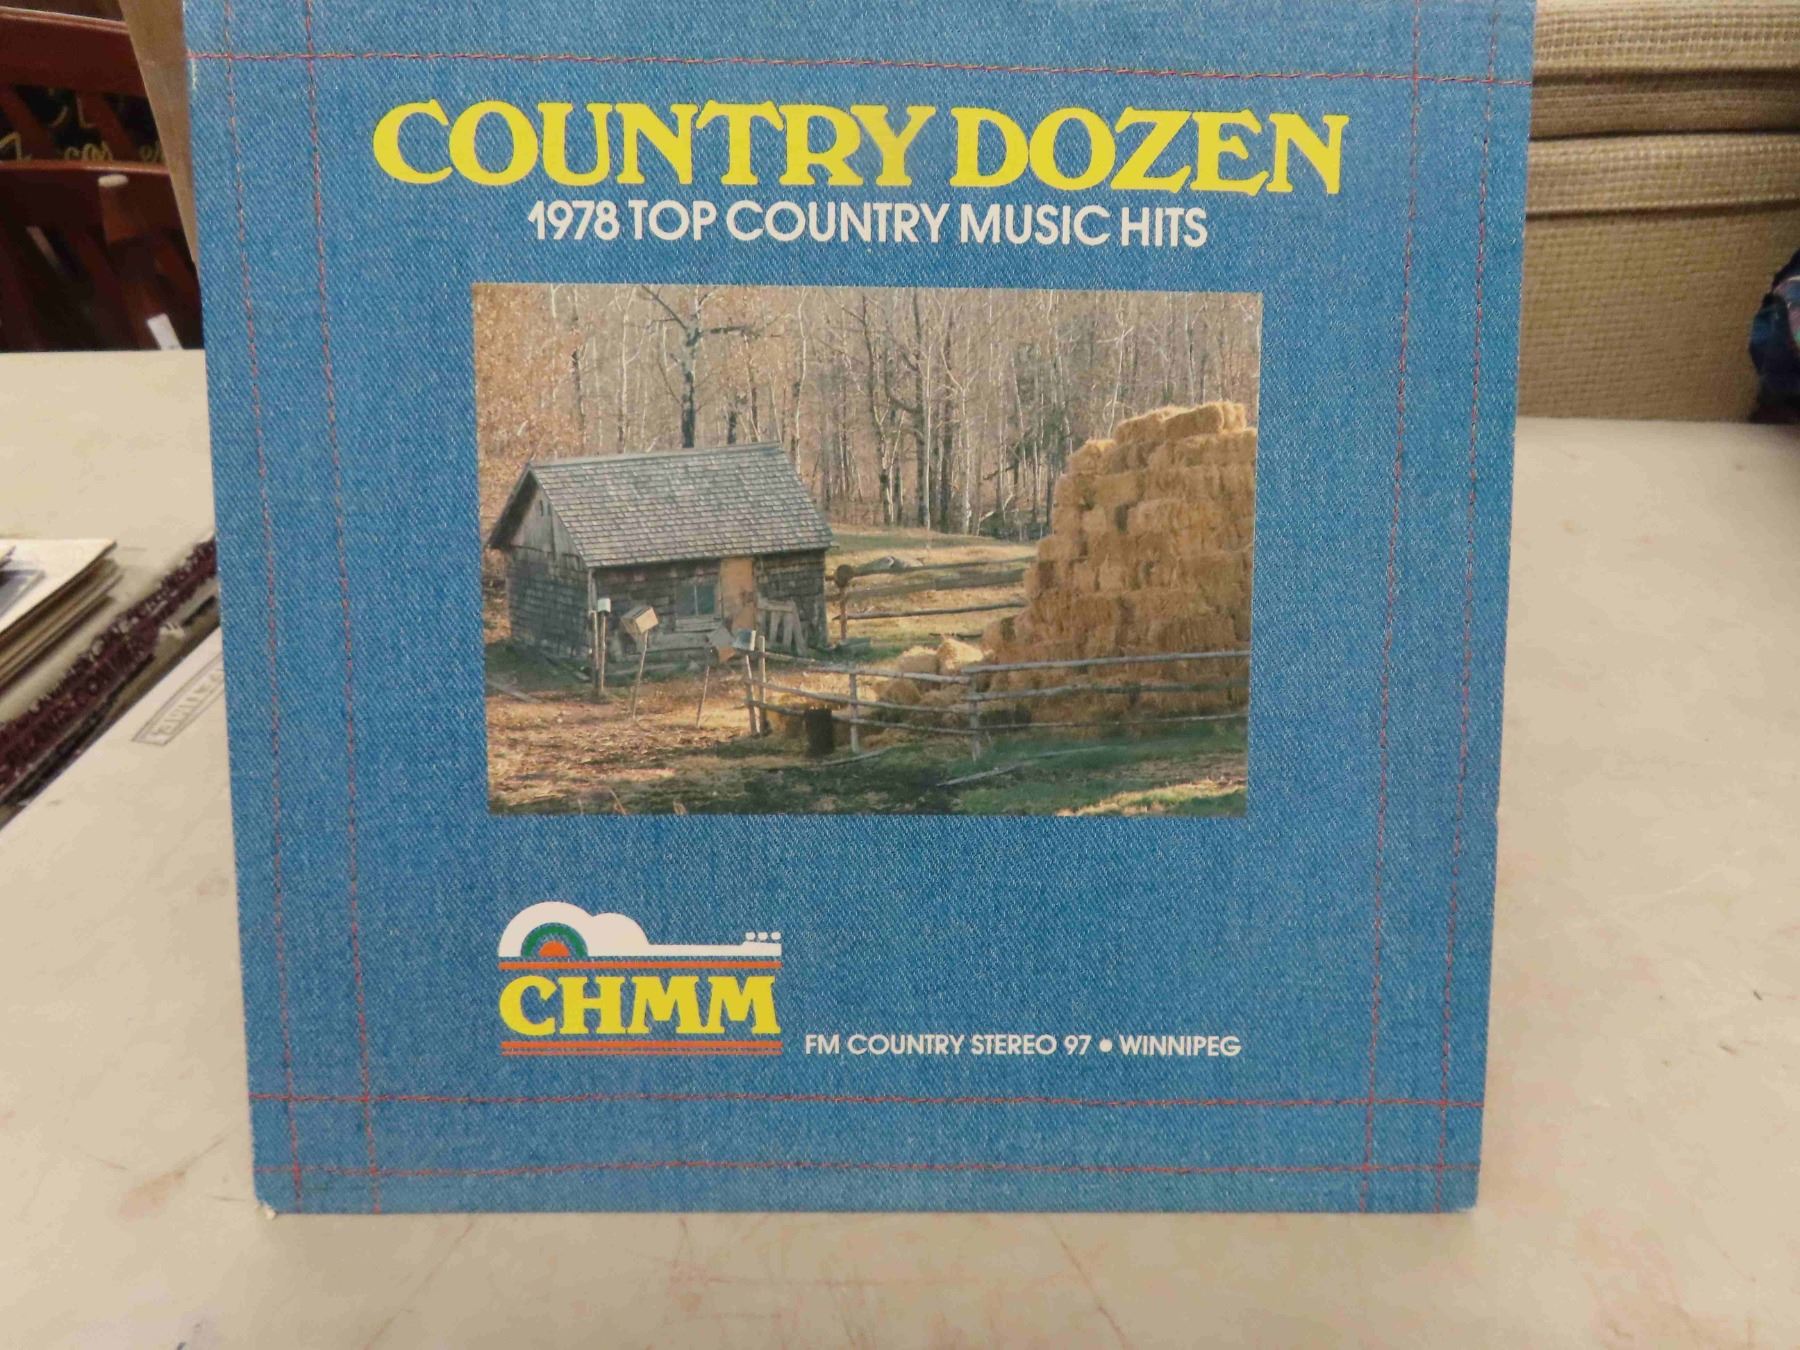 COUNTRY DOZEN
1978 TOP COUNTRY MUSIC HITS
CHMM
FM COUNTRY STEREO 97 • WINNIPEG